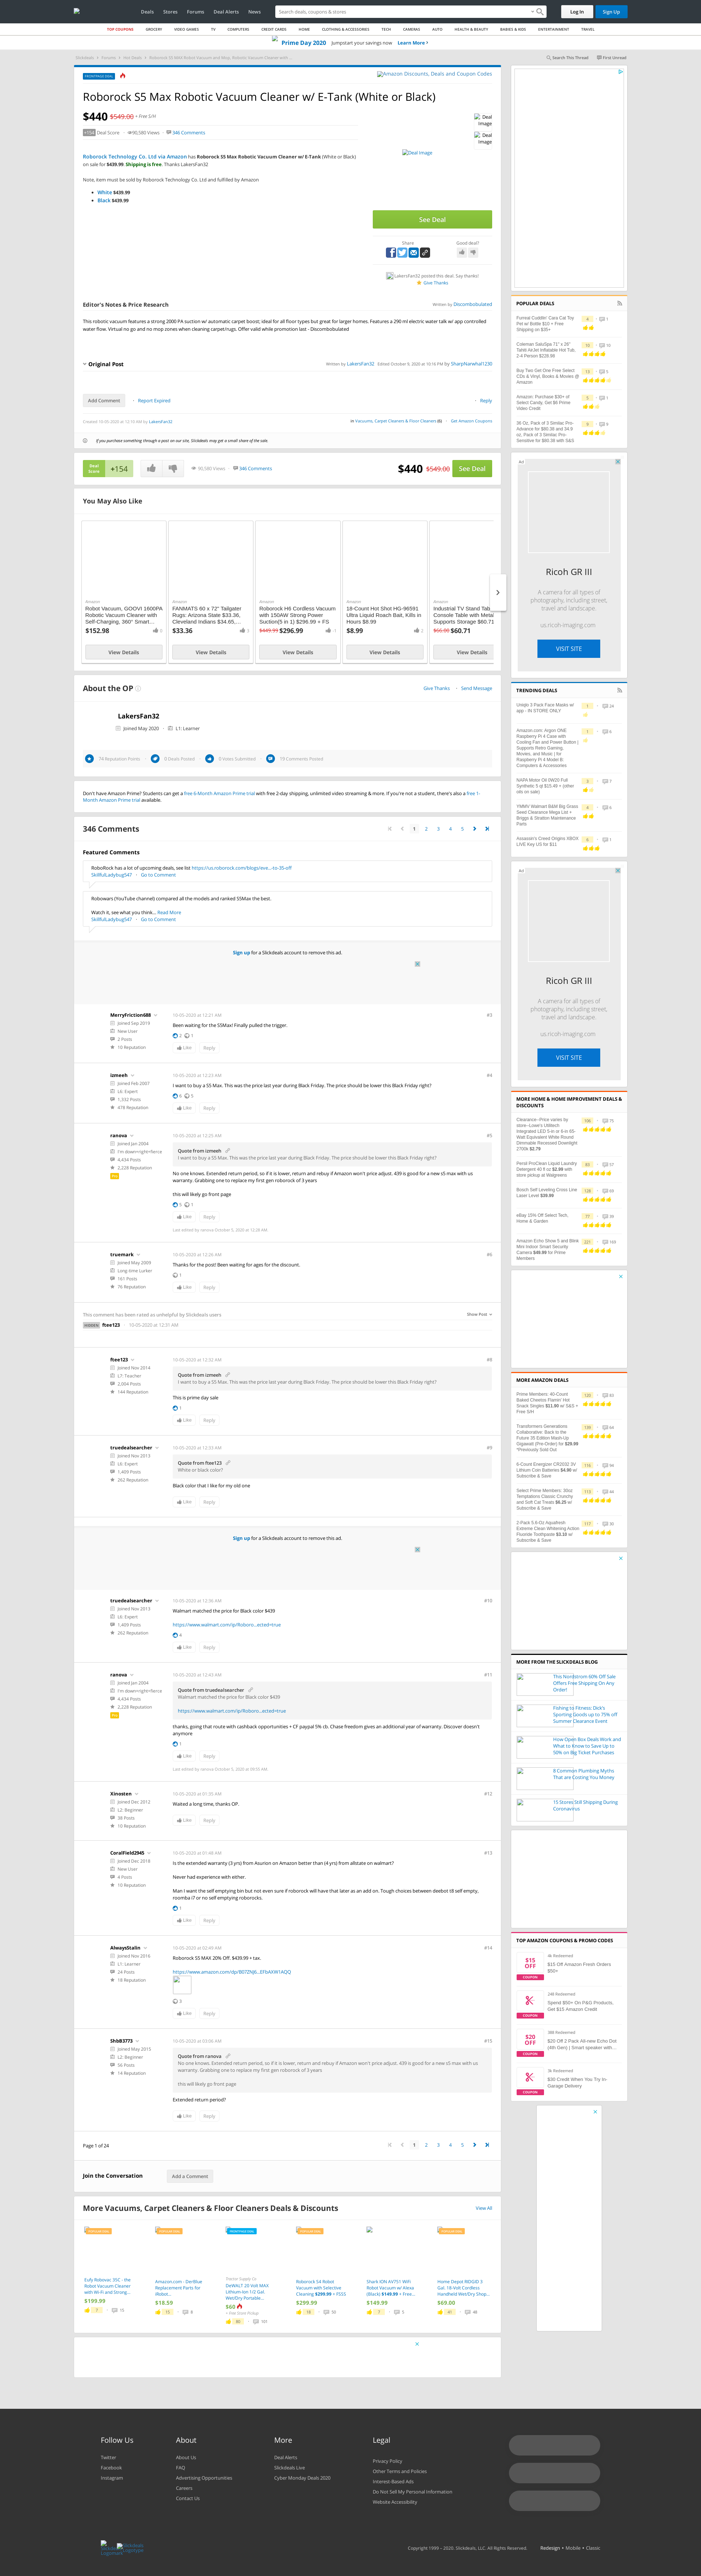 Deals Stores Forums Deal Alerts News
Search deals, coupons & stores
Log In
Sign Up
TOP COUPONS GROCERY VIDEO GAMES TV COMPUTERS CREDIT CARD HOME CLOTHING & ACCESSORIES TECH CAMERAS AUTO HEALTH & BEAUTY BABIES & KIDS ENTERTAINMENT TRAVEL
Prime Day 2020 Jumpstart your savings now Learn More ›
Search This Thread First Unread
FRONTPAGE DEAL
Amazon Discounts, Deals and Coupon Codes
Roborock S5 Max Robotic Vacuum Cleaner w/ E-Tank (White or Black)
$440 $549.00 + Free S/H
+154 Deal Score 90,580 Views 346 Comments
Deal Image
Deal Image
Deal Image
Roborock Technology Co. Ltd via Amazon has Roborock S5 Max Robotic Vacuum Cleaner w/ E-Tank (White or Black) on sale for $439.99. Shipping is free. Thanks LakersFan32
Note, item must be sold by Roborock Technology Co. Ltd and fulfilled by Amazon
White $439.99
Black $439.99
See Deal
Share
Good deal?
LakersFan32 posted this deal. Say thanks!
Give Thanks
Editor's Notes & Price Research
Written by Discombobulated
This robotic vacuum features a strong 2000 PA suction w/ automatic carpet boost; ideal for all floor types but great for larger homes. Features a 290 ml electric water talk w/ app controlled water flow. Virtual no-go and no mop zones when cleaning carpet/rugs. Offer valid while promotion last - Discombobulated
Original Post
Written by LakersFan32 Edited October 9, 2020 at 10:16 PM by SharpNarwhal1230
Add Comment
Report Expired
Reply
Created 10-05-2020 at 12:10 AM by LakersFan32
in Vacuums, Carpet Cleaners & Floor Cleaners (6) Get Amazon Coupons
If you purchase something through a post on our site, Slickdeals may get a small share of the sale.
Deal Score +154
90,580 Views 346 Comments
$440 $549.00 See Deal
You May Also Like
Amazon
Robot Vacuum, GOOVI 1600PA Robotic Vacuum Cleaner with Self-Charging, 360° Smart...
$152.98
View Details
Amazon
FANMATS 60 x 72" Tailgater Rugs: Arizona State $33.36, Cleveland Indians $34.65,...
$33.36
View Details
Amazon
Roborock H6 Cordless Vacuum with 150AW Strong Power Suction(5 in 1) $296.99 + FS
$449.99 $296.99
View Details
Amazon
18-Count Hot Shot HG-96591 Ultra Liquid Roach Bait, Kills in Hours $8.99
$8.99
View Details
Amazon
Industrial TV Stand Tab
Console Table with Meta
Supports Storage $60.71
$66.80 $60.71
View Details
About the OP
Give Thanks Send Message
LakersFan32
Joined May 2020 L1: Learner
74 Reputation Points 0 Deals Posted 0 Votes Submitted 73 Comments Posted
Don't have Amazon Prime? Students can get a free 6-Month Amazon Prime trial with free 2-day shipping, unlimited video streaming & more. If you're not a student, there's also a free 1-Month Amazon Prime trial available.
346 Comments
1 2 3 4 5
Featured Comments
RoboRock has a lot of upcoming deals, see list https://us.roborock.com/blogs/eve...-to-35-off
SkillfulLadybug547 Go to Comment
Robowars (YouTube channel) compared all the models and ranked S5Max the best.
Watch it, see what you think... Read More
SkillfulLadybug547 Go to Comment
Sign up for a Slickdeals account to remove this ad.
MerryFriction688
Joined Sep 2019
New User
2 Posts
10 Reputation
10-05-2020 at 12:21 AM
#3
Been waiting for the S5Max! Finally pulled the trigger.
2 1
Like Reply
izmeeh
Joined Feb 2007
L6: Expert
1,332 Posts
478 Reputation
10-05-2020 at 12:23 AM
#4
I want to buy a S5 Max. This was the price last year during Black Friday. The price should be lower this Black Friday right?
6 5
Like Reply
ranova
Joined Jan 2004
I'm down=right=fierce
4,434 Posts
2,228 Reputation
Pro
10-05-2020 at 12:25 AM
#5
Quote from izmeeh
I want to buy a S5 Max. This was the price last year during Black Friday. The price should be lower this Black Friday right?
No one knows. Extended return period, so if it is lower, return and rebuy if Amazon won't price adjust. 439 is good for a new s5 max with us warranty. Grabbing one to replace my first gen roborock of 3 years
this will likely go front page
5 1
Like Reply
Last edited by ranova October 5, 2020 at 12:28 AM.
truemark
Joined May 2009
Long-time Lurker
161 Posts
76 Reputation
10-05-2020 at 12:26 AM
#6
Thanks for the post! Been waiting for ages for the discount.
1
Like Reply
This comment has been rated as unhelpful by Slickdeals users
Show Post
HIDDEN ftee123 10-05-2020 at 12:31 AM
ftee123
Joined Nov 2014
L7: Teacher
2,004 Posts
144 Reputation
10-05-2020 at 12:32 AM
#8
Quote from izmeeh
I want to buy a S5 Max. This was the price last year during Black Friday. The price should be lower this Black Friday right?
This is prime day sale
1
Like Reply
truedealsearcher
Joined Nov 2013
L6: Expert
1,409 Posts
262 Reputation
10-05-2020 at 12:33 AM
#9
Quote from ftee123
White or black color?
Black color that I like for my old one
Like Reply
Sign up for a Slickdeals account to remove this ad.
truedealsearcher
Joined Nov 2013
L6: Expert
1,409 Posts
262 Reputation
10-05-2020 at 12:36 AM
#10
Walmart matched the price for Black color $439
https://www.walmart.com/ip/Roboro...ected=true
4
Like Reply
ranova
Joined Jan 2004
I'm down=right=fierce
4,434 Posts
2,228 Reputation
Pro
10-05-2020 at 12:43 AM
#11
Quote from truedealsearcher
Walmart matched the price for Black color $439
https://www.walmart.com/ip/Roboro...ected=true
thanks, going that route with cashback opportunities + CF paypal 5% cb. Chase freedom gives an additional year of warranty. Discover doesn't anymore
1
Like Reply
Last edited by ranova October 5, 2020 at 09:55 AM.
Xinosten
Joined Dec 2012
L2: Beginner
38 Posts
10 Reputation
10-05-2020 at 01:20 AM
#12
Waited a long time, thanks OP.
Like Reply
CoralField2945
Joined Dec 2018
New User
4 Posts
10 Reputation
10-05-2020 at 01:48 AM
#13
Is the extended warranty (3 yrs) from Asurion on Amazon better than (4 yrs) from allstate on walmart?
Never had experience with either.
Man I want the self emptying bin but not even roomba i7 owners know if roborock will have that later as an add on. Tough choices between deebot t8 self empty, roomba i7 or no self emptying roborocks.
1
Like Reply
AlwaysStalin
Joined Nov 2016
L1: Learner
24 Posts
18 Reputation
10-05-2020 at 02:49 AM
#14
Roborock S5 MAX 20% Off. $439.99 + tax.
https://www.amazon.com/dp/B07ZNJ6...EFbAXW1AQQ
3
Like Reply
ShbB3773
Joined May 2015
L2: Beginner
56 Posts
14 Reputation
10-05-2020 at 03:06 AM
#15
Quote from ranova
No one knows. Extended return period, so if it is lower, return and rebuy if Amazon won't price adjust. 439 is good for a new s5 max with us warranty. Grabbing one to replace my first gen roborock of 3 years
this will likely go front page
Extended return period?
Like Reply
Page 1 of 24
1 2 3 4 5
Join the Conversation
Add a Comment
More Vacuums, Carpet Cleaners & Floor Cleaners Deals & Discounts
View All
Eufy Robovac 35C - the Robot Vacuum Cleaner with Wi-Fi and Strong...
$199.99
Amazon.com - DerBlue Replacement Parts for iRobot...
$18.59
Tractor Supply Co
DeWALT 20 Volt MAX Lithium-Ion 1/2 Gal. Wet/Dry Portable...
$68
+ Free Store Pickup
Roborock S4 Robot Vacuum with Selective Cleaning $299.99 + FSSS
$299.99
Shark ION AV751 WiFi Robot Vacuum w/ Alexa (Black) $149.99 + Free...
$149.99
Home Depot RIDGID 3 Gal. 18-Volt Cordless Handheld Wet/Dry Shop...
$69.00
POPULAR DEALS
Furreal Cuddlin' Cara Cat Toy Pet w/ Bottle $10 + Free Shipping on $35+
Coleman SaluSpa 71" x 26" Tahiti AirJet Inflatable Hot Tub, 2-4 Person $228.96
Buy Two Get One Free Select CDs & Vinyl, Books & Movies @ Amazon
Amazon: Purchase $30+ of Select Candy, Get $8 Prime Video Credit
36 Oz. Pack of 3 Similac Pro-Advance for $80.38 and 34.9 oz. Pack of 3 Similac Pro-Sensitive for $80.38 with S&S
Ad
Ricoh GR III
A camera for all types of photography, including street, travel and landscape.
us.ricoh-imaging.com
VISIT SITE
TRENDING DEALS
Uniqlo 3 Pack Face Masks w/ app - IN STORE ONLY
Amazon.com: Argon ONE Raspberry Pi 4 Case with Cooling Fan and Power Button | Supports Retro Gaming, Movies, and Music | for Raspberry Pi 4 Model B: Computers & Accessories
NAPA Motor Oil 0W20 Full Synthetic 5 qt $15.49 + (other oils on sale)
YMMV Walmart B&M Big Grass Seed Clearance Mega List + Briggs & Stratton Maintenance Parts
Assassin's Creed Origins XBOX LIVE Key US for $11
Ad
Ricoh GR III
A camera for all types of photography, including street, travel and landscape.
us.ricoh-imaging.com
VISIT SITE
MORE HOME & HOME IMPROVEMENT DEALS & DISCOUNTS
Clearance--Price varies by store--Lowe's Utilitech Integrated LED 5-in or 6-in 65-Watt Equivalent White Round Dimmable Recessed Downlight 2700k $2.79
Persil ProClean Liquid Laundry Detergent 40 fl oz $2.99 with store pickup at Walgreens
Bosch Self Leveling Cross Line Laser Level $39.99
eBay 15% Off Select Tech, Home & Garden
Amazon Echo Show 5 and Blink Mini Indoor Smart Security Camera $49.99 for Prime Members
MORE AMAZON DEALS
Prime Members: 40-Count Baked Cheetos Flamin' Hot Snack Singles $11.90 w/ S&S + Free S/H
Transformers Generations Collaborative: Back to the Future 35 Edition Mash-Up Gigawatt (Pre-Order) for $29.99 *Previously Sold Out
6-Count Energizer CR2032 3V Lithium Coin Batteries $4.90 w/ Subscribe & Save
Select Prime Members: 30oz Temptations Classic Crunchy and Soft Cat Treats $6.25 w/ Subscribe & Save
2-Pack 5.6-Oz Aquafresh Extreme Clean Whitening Action Fluoride Toothpaste $3.10 w/ Subscribe & Save
MORE FROM THE SLICKDEALS BLOG
This Nordstrom 60% Off Sale Offers Free Shipping On Any Order!
Fishing re Fitness: Dick's Sporting Goods up to 75% off Summer Clearance Event
How Open Box Deals Work and What to Know to Save Up to 50% on Big Ticket Purchases
8 Common Plumbing Myths That are Costing You Money
15 Stores Still Shipping During Coronavirus
TOP AMAZON COUPONS & PROMO CODES
$15 OFF
COUPON
4k Redeemed
$15 Off Amazon Fresh Orders $50+
COUPON
248 Redeemed
Spend $50+ On P&G Products, Get $15 Amazon Credit
$20 OFF
COUPON
388 Redeemed
$20 Off 2 Pack All-new Echo Dot (4th Gen) | Smart speaker with...
COUPON
3k Redeemed
$30 Credit When You Try In-Garage Delivery
Follow Us
Twitter
Facebook
Instagram
About
About Us
FAQ
Advertising Opportunities
Careers
Contact Us
More
Deal Alerts
Slickdeals Live
Cyber Monday Deals 2020
Legal
Privacy Policy
Other Terms and Policies
Interest-Based Ads
Do Not Sell My Personal Information
Website Accessibility
Copyright 1999 - 2020. Slickdeals, LLC. All Rights Reserved.
Redesign • Mobile • Classic